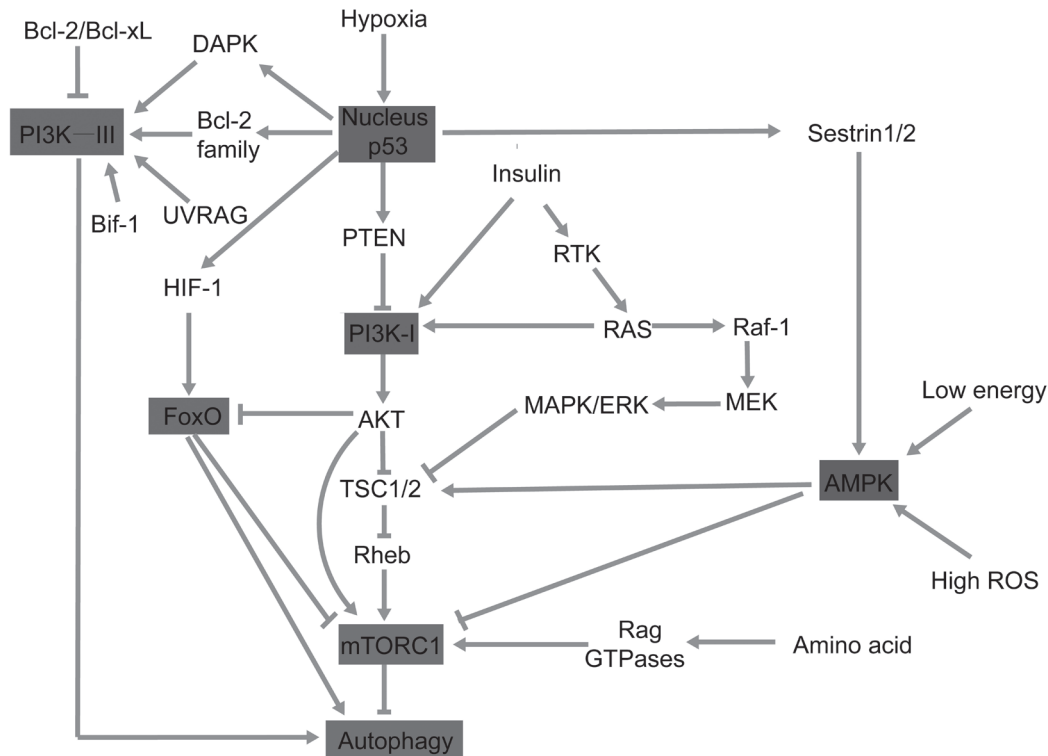 Hypoxia
Bcl-2/Bcl-xL
DAPK
Nucleus
p53
PI3K—III
Bcl-2
family
Sestrin1/2
Insulin
Bif-1
UVRAG
PTEN
RTK
HIF-1
PI3K-I
RAS
Raf-1
FoxO
AKT
MAPK/ERK
MEK
Low energy
TSC1/2
AMPK
Rheb
High ROS
mTORC1
Rag
GTPases
Amino acid
Autophagy